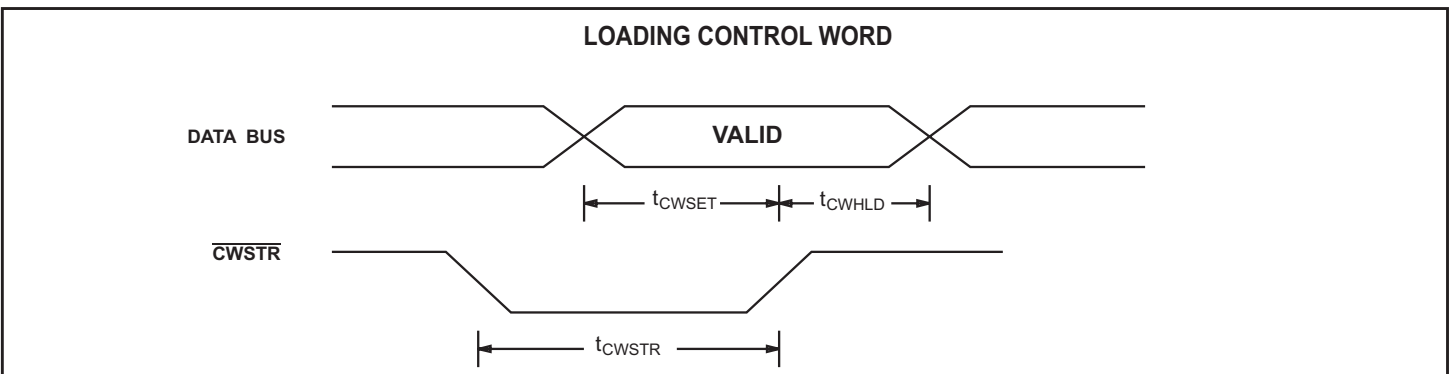 LOADING CONTROL WORD
DATA BUS
VALID
tCWSET
tCWHLD
CWSTR
tCWSTR